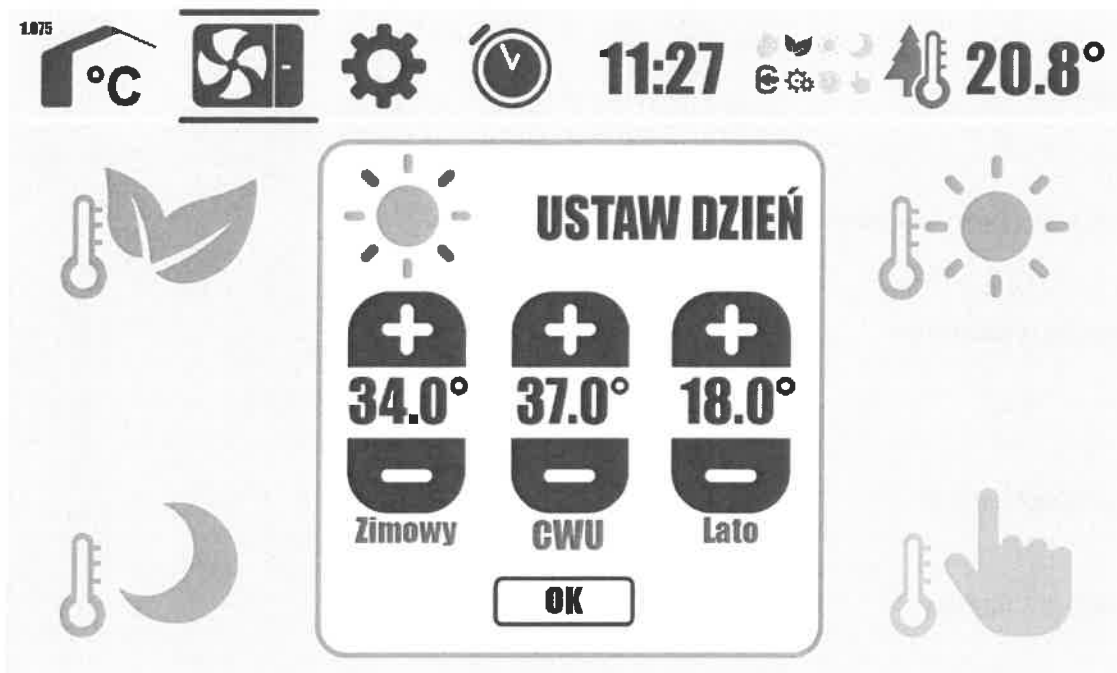 1.075
°C
11:27
20.8°
USTAW DZIEŃ
34.0° 37.0° 18.0°
Zimowy CWU Lato
OK